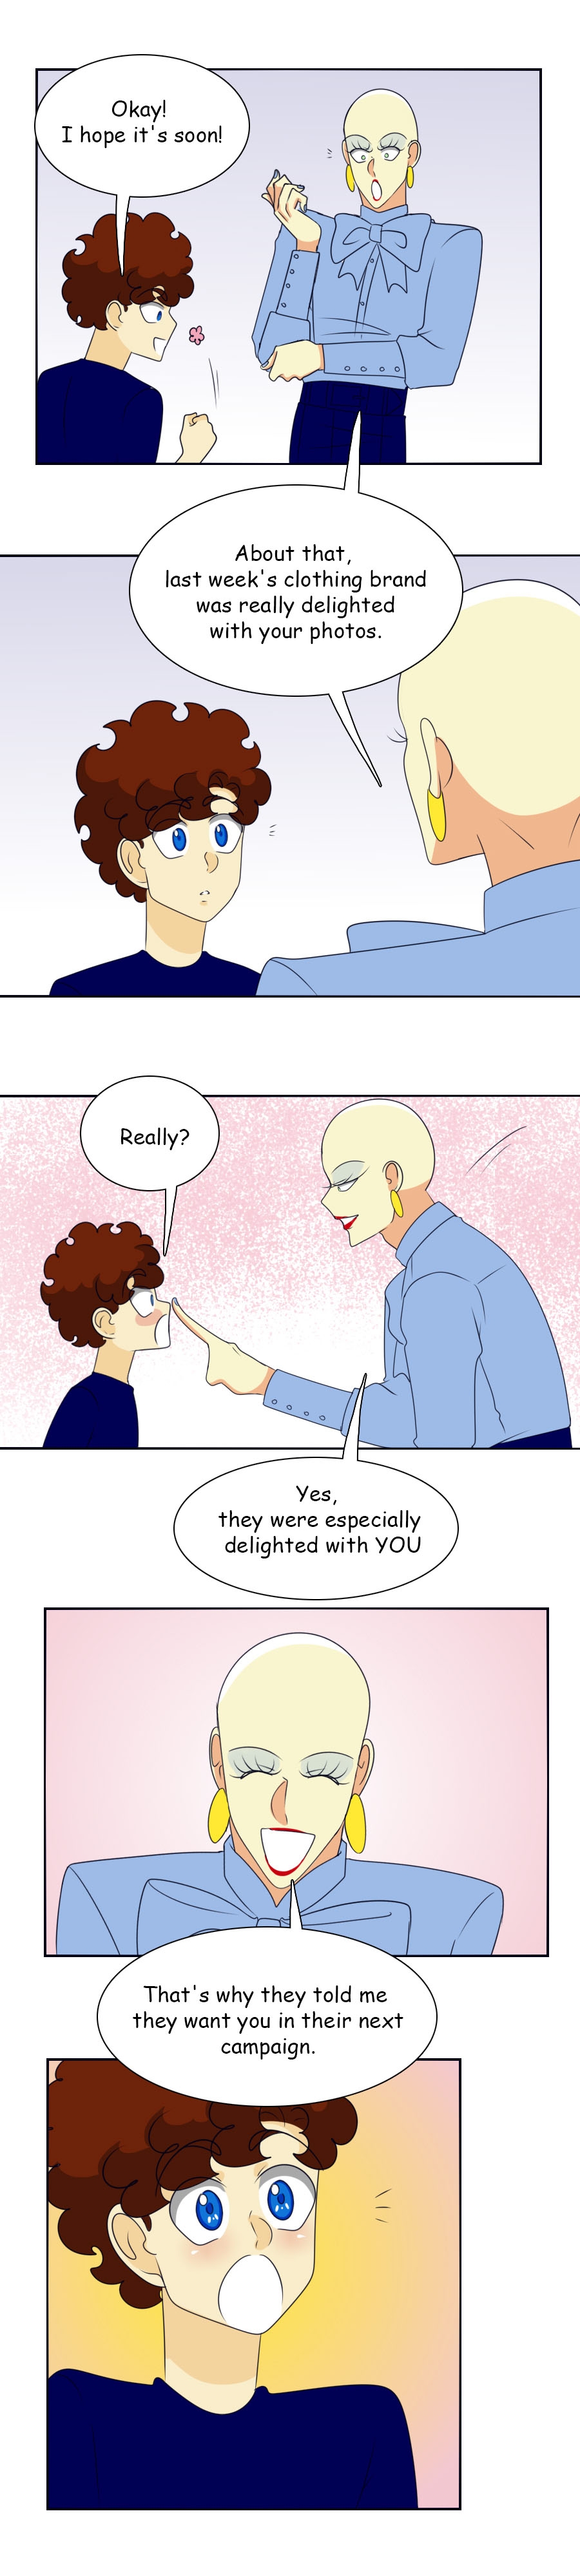 Okay!
I hope it's soon!
About that,
last week's clothing brand
was really delighted
with your photos.
Really?
Yes,
they were especially
delighted with YOU
That's why they told me
they want you in their next
campaign.